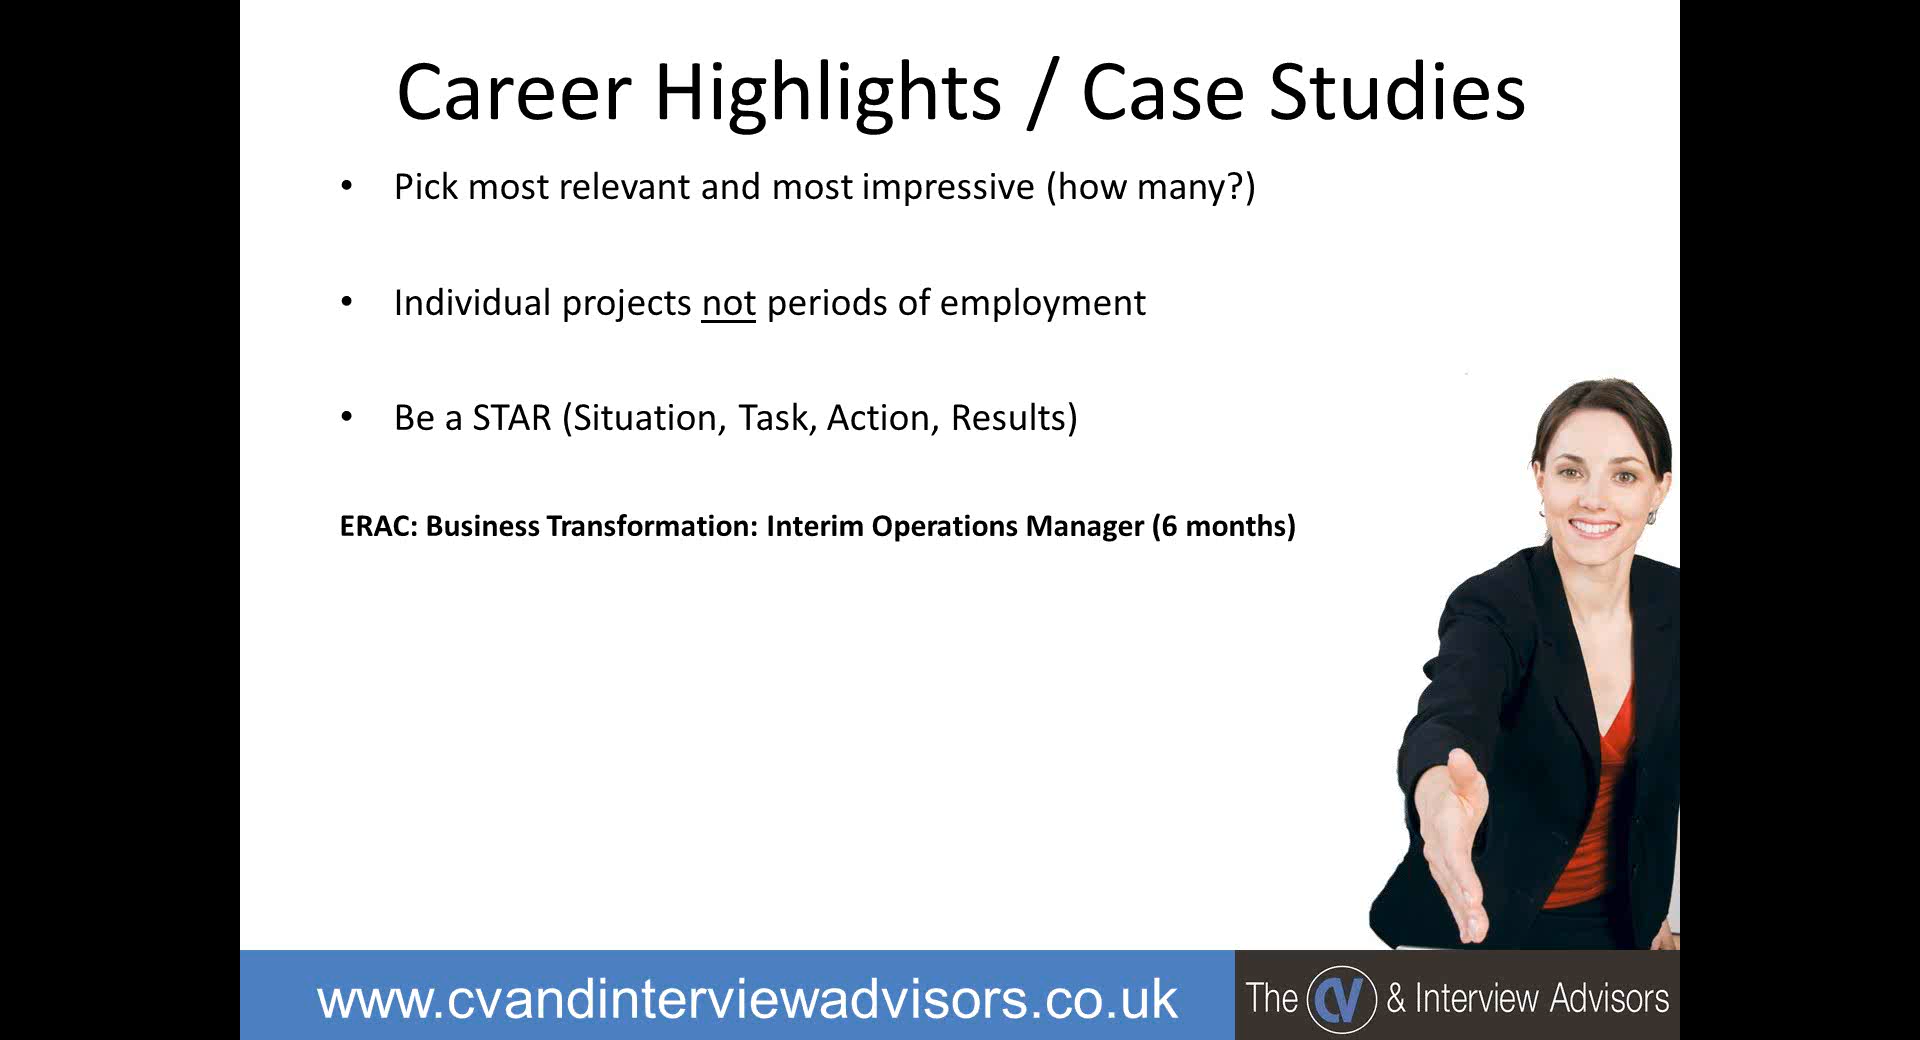 Career Highlights / Case Studies
• Pick most relevant and most impressive (how many?)
• Individual projects not periods of employment
• Be a STAR (Situation, Task, Action, Results)
ERAC: Business Transformation: Interim Operations Manager (6 months)
www.cvandinterviewadvisors.co.uk
The CV & Interview Advisors